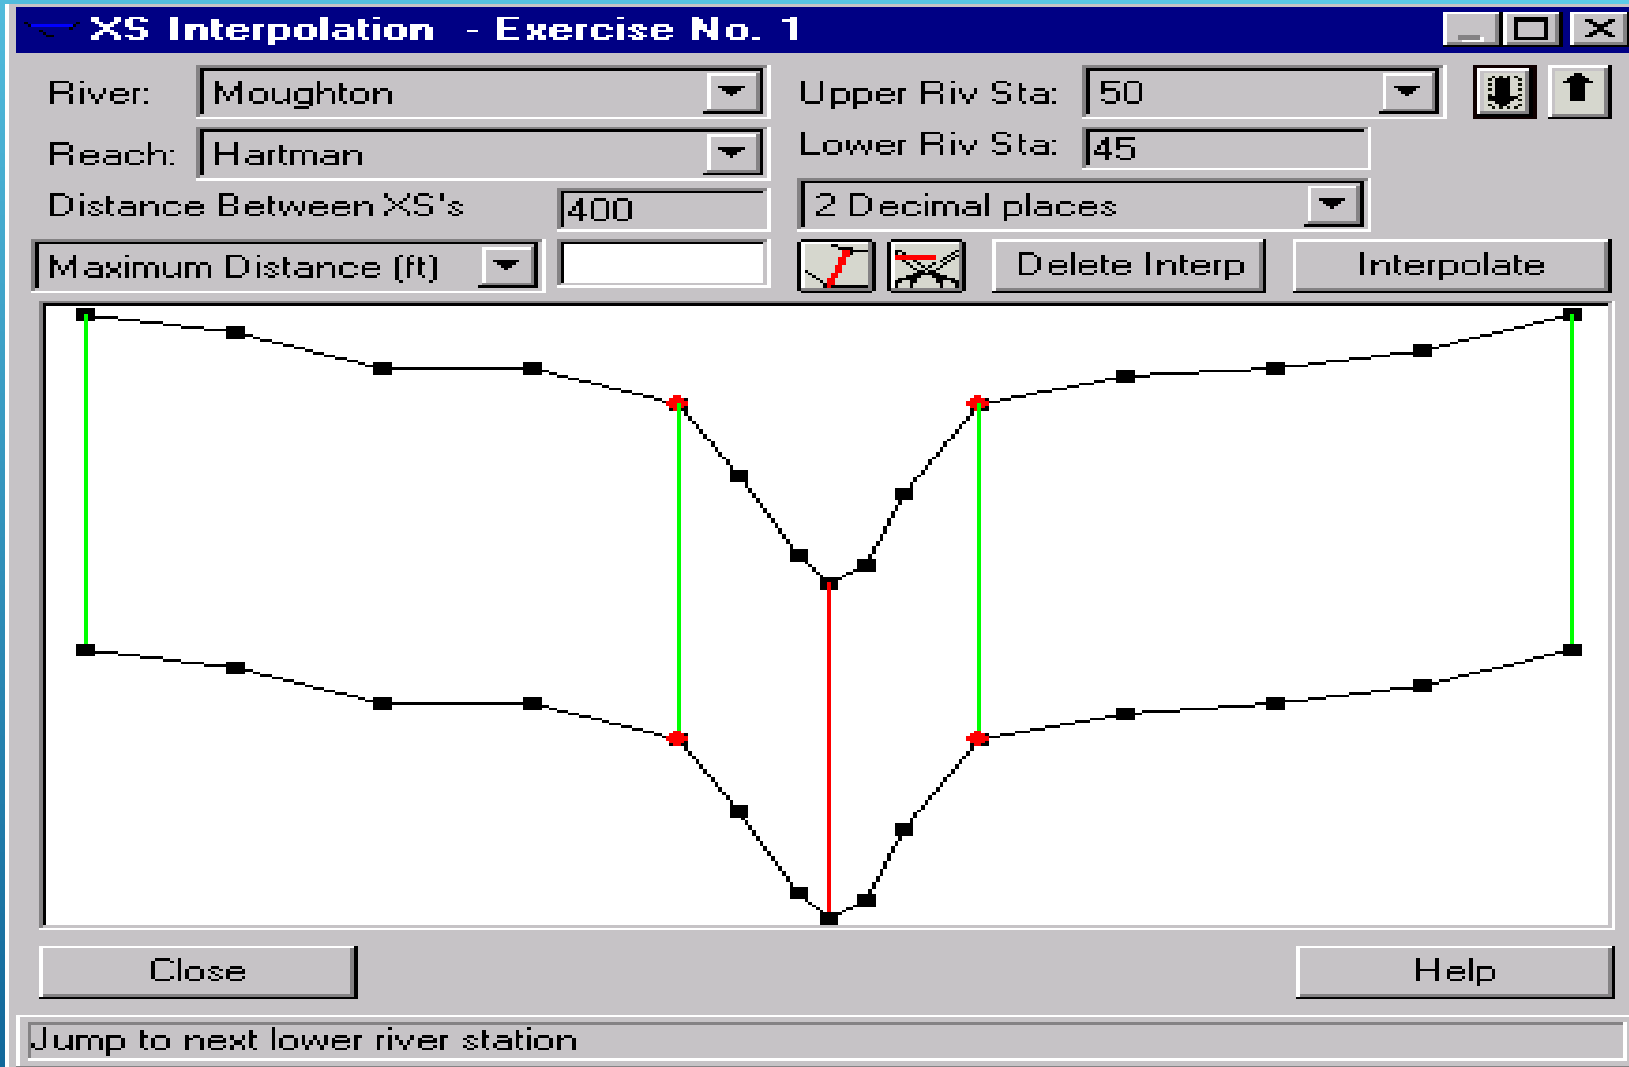 XS Interpolation - Exercise No. 1
River: Moughton Upper Riv Sta: 50
Reach: Hartman Lower Riv Sta: 45
Distance Between XS's 400 2 Decimal places
Maximum Distance (ft) Delete Interp Interpolate
Close Help
Jump to next lower river station